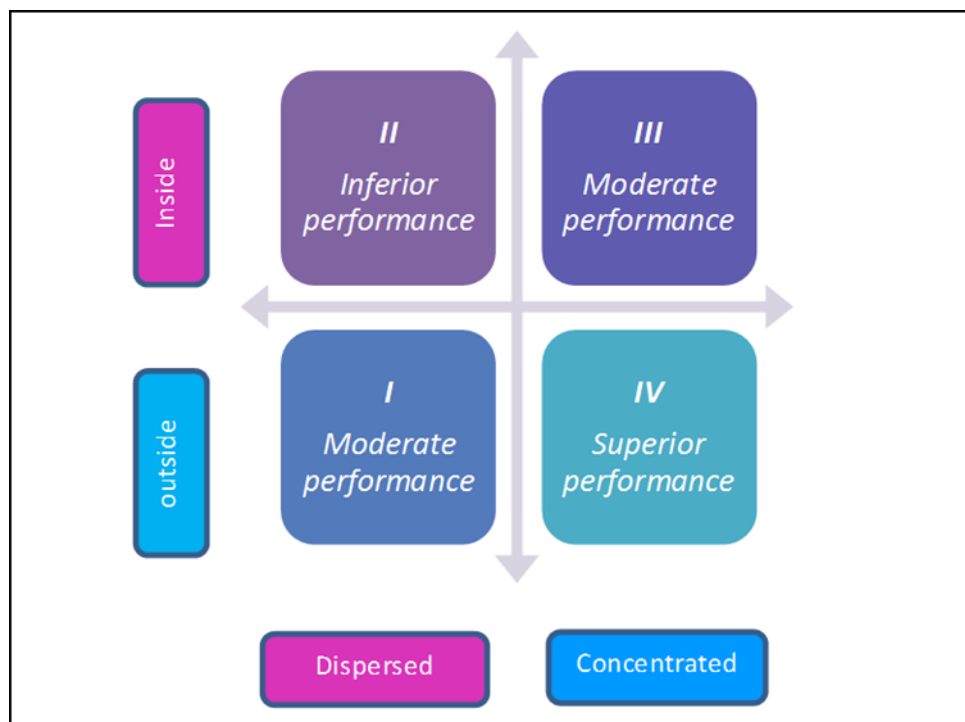 Inside
II
Inferior
performance
III
Moderate
performance
outside
I
Moderate
performance
IV
Superior
performance
Dispersed
Concentrated